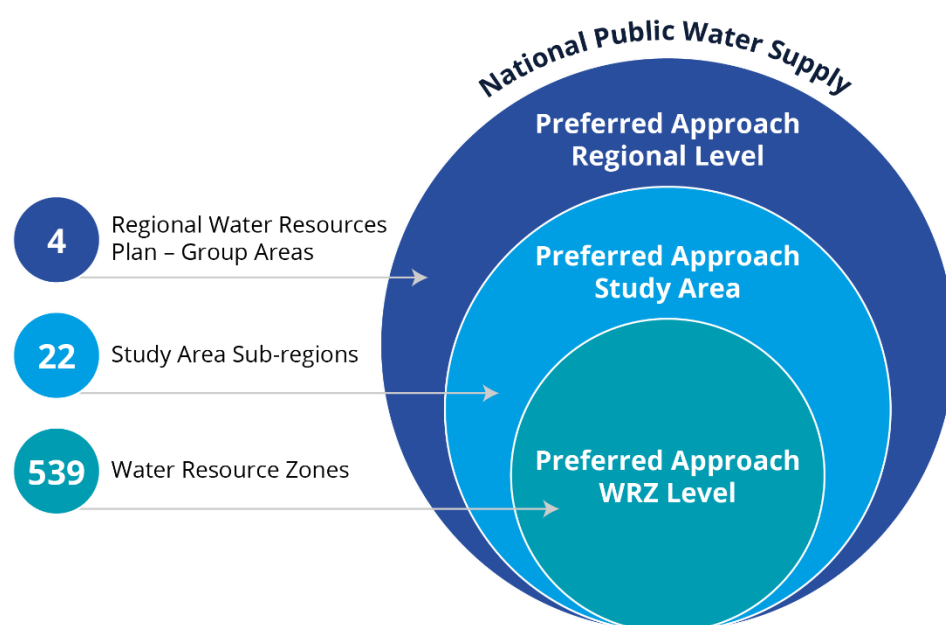 National Public Water Supply
Preferred Approach
Regional Level
4
Regional Water Resources
Plan – Group Areas
Preferred Approach
Study Area
22
Study Area Sub-regions
539
Water Resource Zones
Preferred Approach
WRZ Level